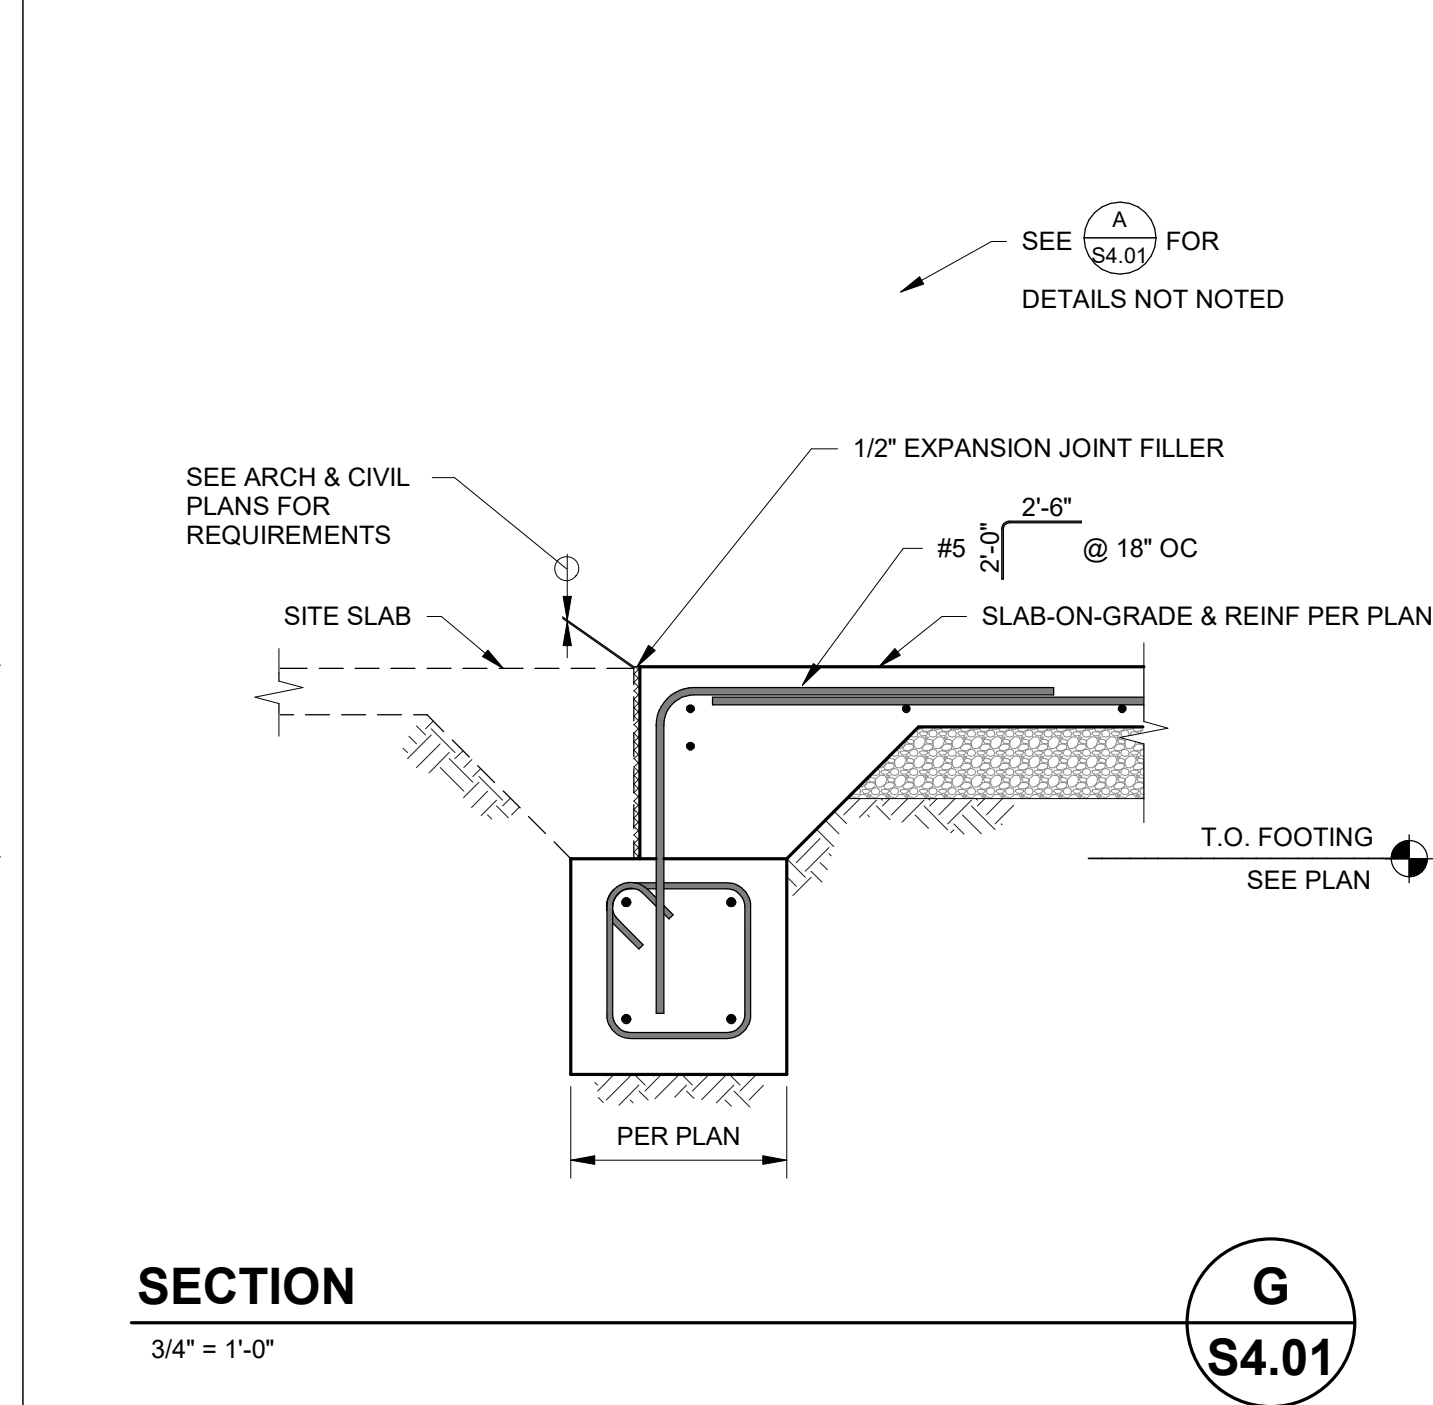 SEE A FOR
S4.01
DETAILS NOT NOTED
1/2" EXPANSION JOINT FILLER
SEE ARCH & CIVIL
PLANS FOR
REQUIREMENTS
2'-6"
#5 2'-0" @ 18" OC
SITE SLAB
SLAB-ON-GRADE & REINF PER PLAN
T.O. FOOTING
SEE PLAN
PER PLAN
SECTION
G
3/4" = 1'-0"
S4.01